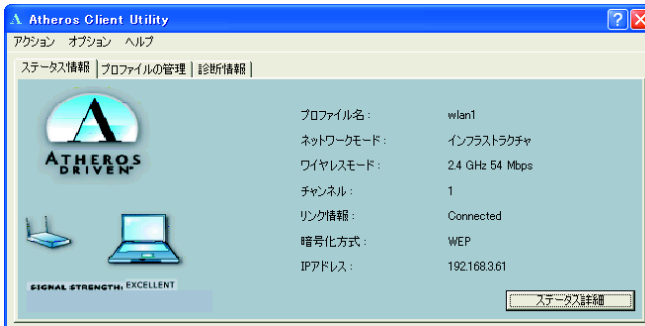 Atheros Client Utility
アクション オプション ヘルプ
ステータス情報 プロファイルの管理 診断情報
ATHEROS
DRIVEN
プロファイル名 : wlan1
ネットワークモード : インフラストラクチャ
ワイヤレスモード : 2.4 GHz 54 Mbps
チャンネル : 1
リンク情報 : Connected
暗号化方式 : WEP
IPアドレス : 192.168.3.61
SIGNAL STRENGTH: EXCELLENT
ステータス詳細